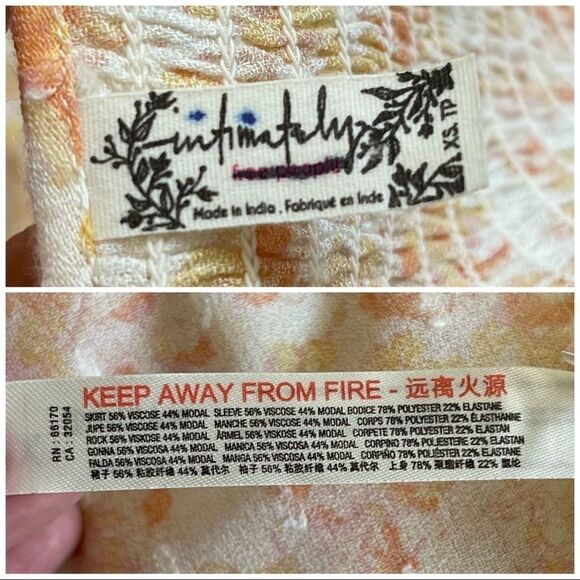 intimately
free people
Made in India . Fabriqué en Inde
XS. TP
KEEP AWAY FROM FIRE - 远离火源
SKIRT 56% VISCOSE 44% MODAL SLEEVE 56% VISCOSE 44% MODAL BODICE 78% POLYESTER 22% ELASTANE
JUPE 56% VISCOSE 44% MODAL MANCHE 56% VISCOSE 44% MODAL CORPS 78% POLYESTER 22% ÉLASTHANNE
ROCK 56% VISKOSE 44% MODAL ÄRMEL 56% VISKOSE 44% MODAL CORPETE 78% POLYESTER 22% ELASTAN
GONNA 56% VISCOSA 44% MODAL MANICA 56% VISCOSA 44% MODAL CORPINO 78% POLIESTERE 22% ELASTAN
FALDA 56% VISCOSA 44% MODAL MANGA 56% VISCOSA 44% MODAL CORPIÑO 78% POLIÉSTER 22% ELASTANE
裙子 56% 粘胶纤维 44% 莫代尔 袖子 56% 粘胶纤维 44% 莫代尔 上身 78% 聚酯纤维 22% 氨纶
RN : 66170
CA : 32054